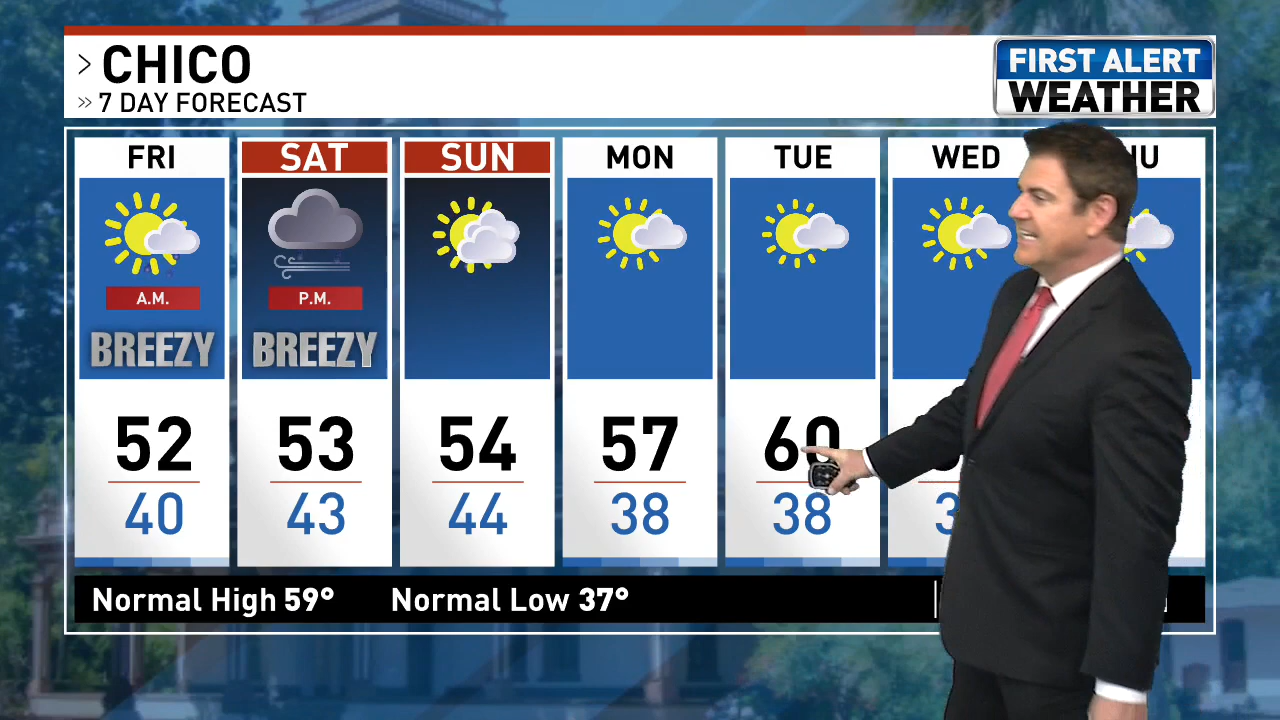 > CHICO
» 7 DAY FORECAST
FIRST ALERT
WEATHER
FRI SAT SUN MON TUE WED
A.M. P.M.
BREEZY BREEZY
52 53 54 57 60
40 43 44 38 38
Normal High 59° Normal Low 37°